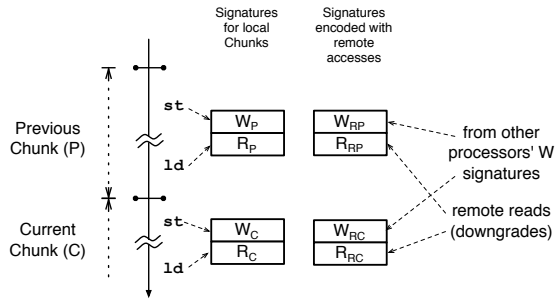 Signatures
for local
Chunks
Signatures
encoded with
remote
accesses
st
W_P
W_RP
Previous
Chunk (P)
R_P
R_RP
ld
from other
processors' W
signatures
remote reads
(downgrades)
Current
Chunk (C)
st
W_C
W_RC
R_C
R_RC
ld